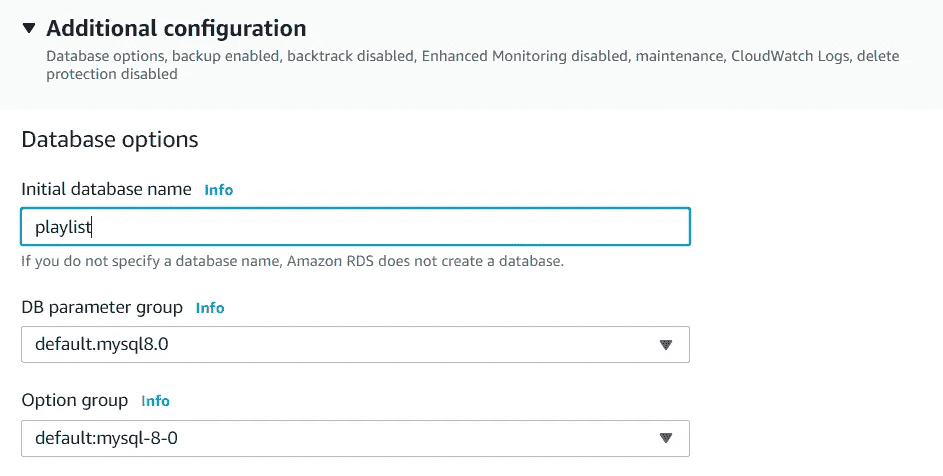 Additional configuration
Database options, backup enabled, backtrack disabled, Enhanced Monitoring disabled, maintenance, CloudWatch Logs, delete
protection disabled
Database options
Initial database name Info
playlist
If you do not specify a database name, Amazon RDS does not create a database.
DB parameter group Info
default.mysql8.0
Option group Info
default:mysql-8-0